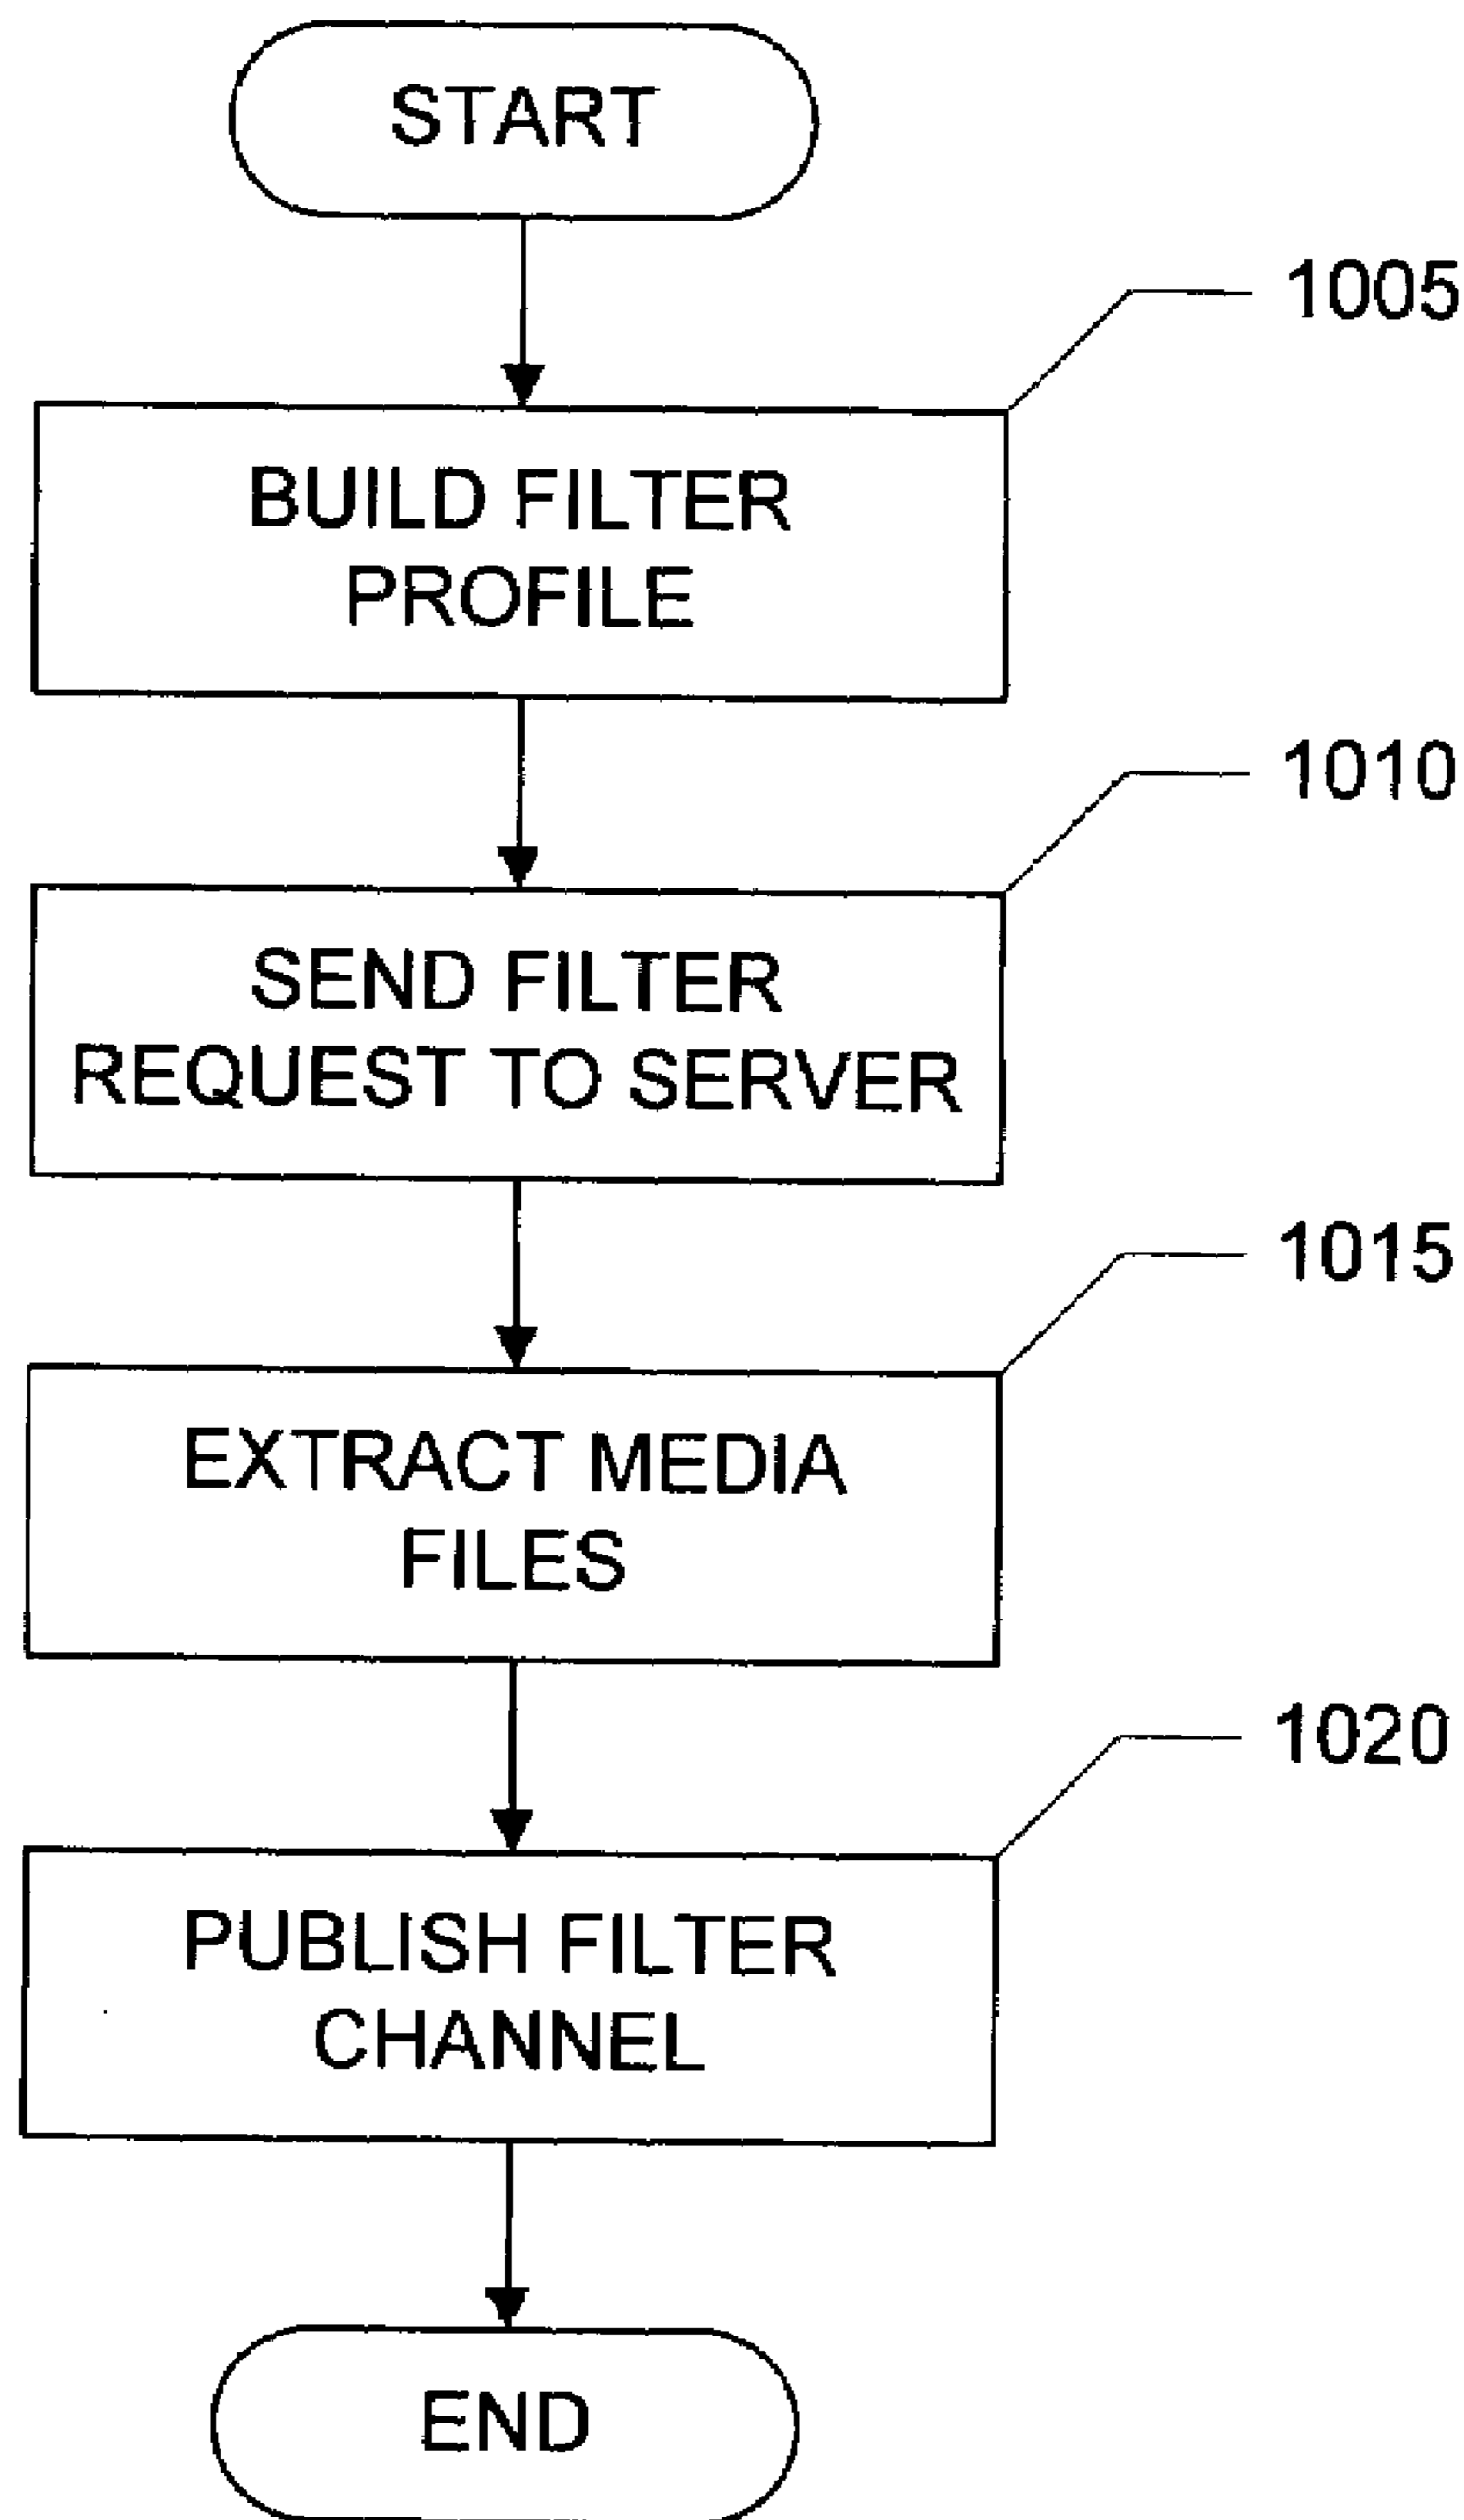 START
1005
BUILD FILTER
PROFILE
1010
SEND FILTER
REQUEST TO SERVER
1015
EXTRACT MEDIA
FILES
1020
PUBLISH FILTER
CHANNEL
END